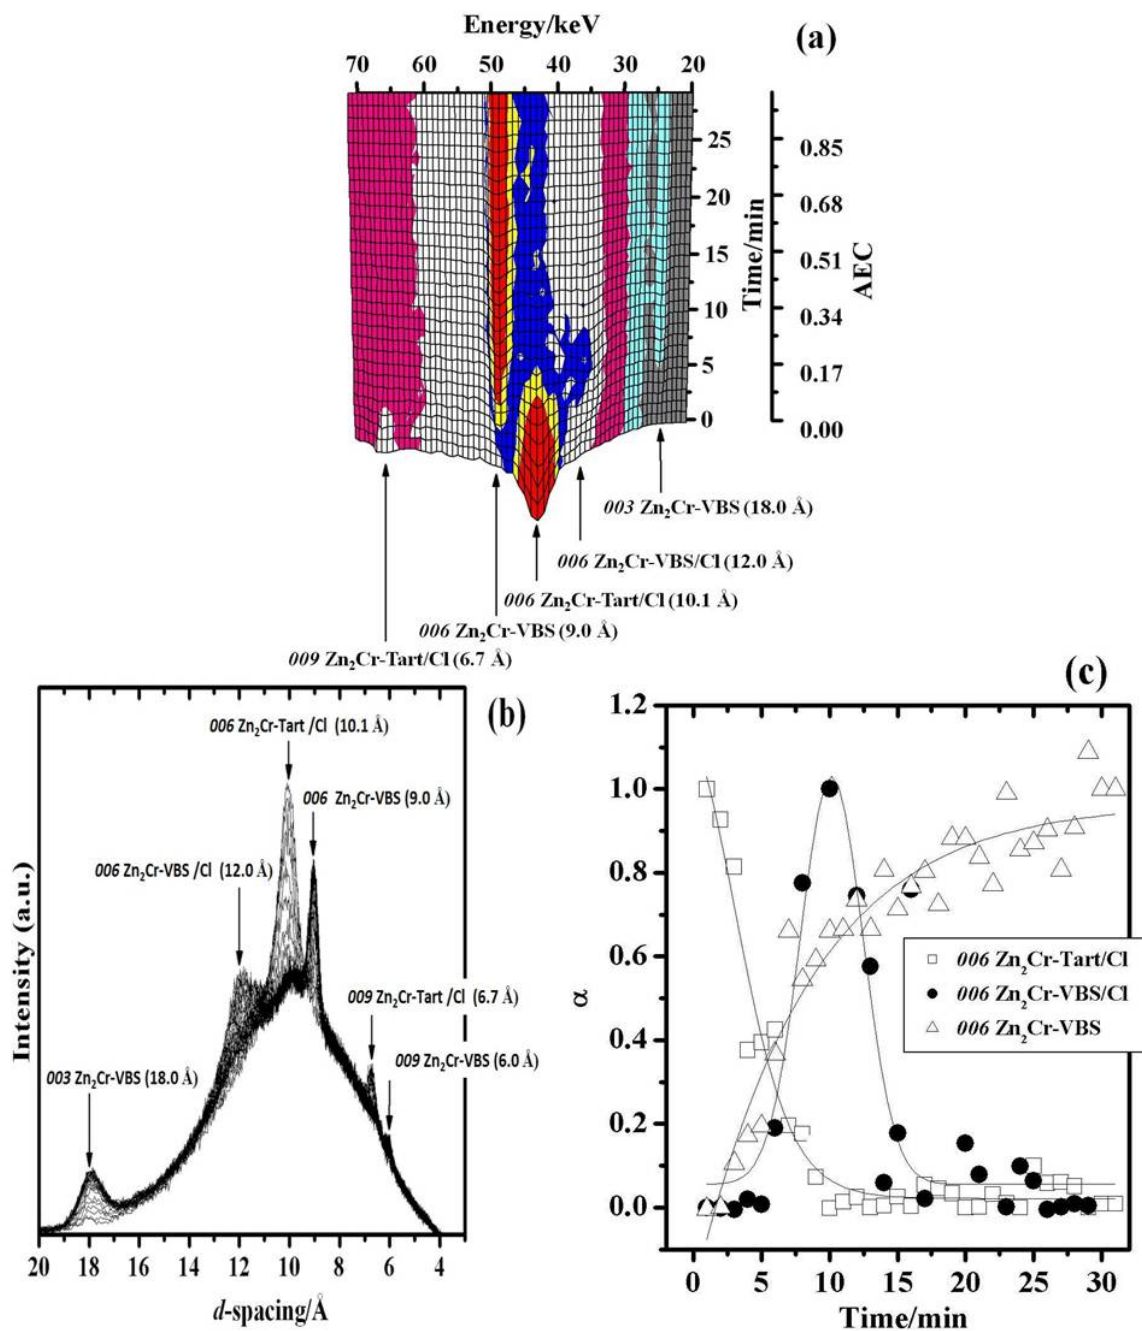 Energy/keV
(a)
70 60 50 40 30 20
25
20
15
10
5
0
Time/min
0.85
0.68
0.51
0.34
0.17
0.00
AEC
003 Zn₂Cr-VBS (18.0 Å)
006 Zn₂Cr-VBS/Cl (12.0 Å)
006 Zn₂Cr-Tart/Cl (10.1 Å)
006 Zn₂Cr-VBS (9.0 Å)
009 Zn₂Cr-Tart/Cl (6.7 Å)
(b)
006 Zn₂Cr-Tart /Cl (10.1 Å)
006 Zn₂Cr-VBS (9.0 Å)
006 Zn₂Cr-VBS /Cl (12.0 Å)
009 Zn₂Cr-Tart /Cl (6.7 Å)
009 Zn₂Cr-VBS (6.0 Å)
003 Zn₂Cr-VBS (18.0 Å)
Intensity (a.u.)
20 18 16 14 12 10 8 6 4
d-spacing/Å
(c)
1.2
1.0
0.8
0.6
0.4
0.2
0.0
α
006 Zn₂Cr-Tart/Cl
006 Zn₂Cr-VBS/Cl
006 Zn₂Cr-VBS
0 5 10 15 20 25 30
Time/min